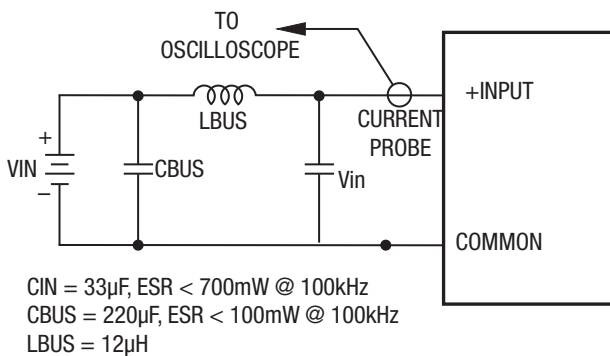 TO
OSCILLOSCOPE
+INPUT
LBUS
CURRENT
PROBE
+
VIN
−
CBUS
Vin
COMMON
CIN = 33µF, ESR < 700mW @ 100kHz
CBUS = 220µF, ESR < 100mW @ 100kHz
LBUS = 12µH